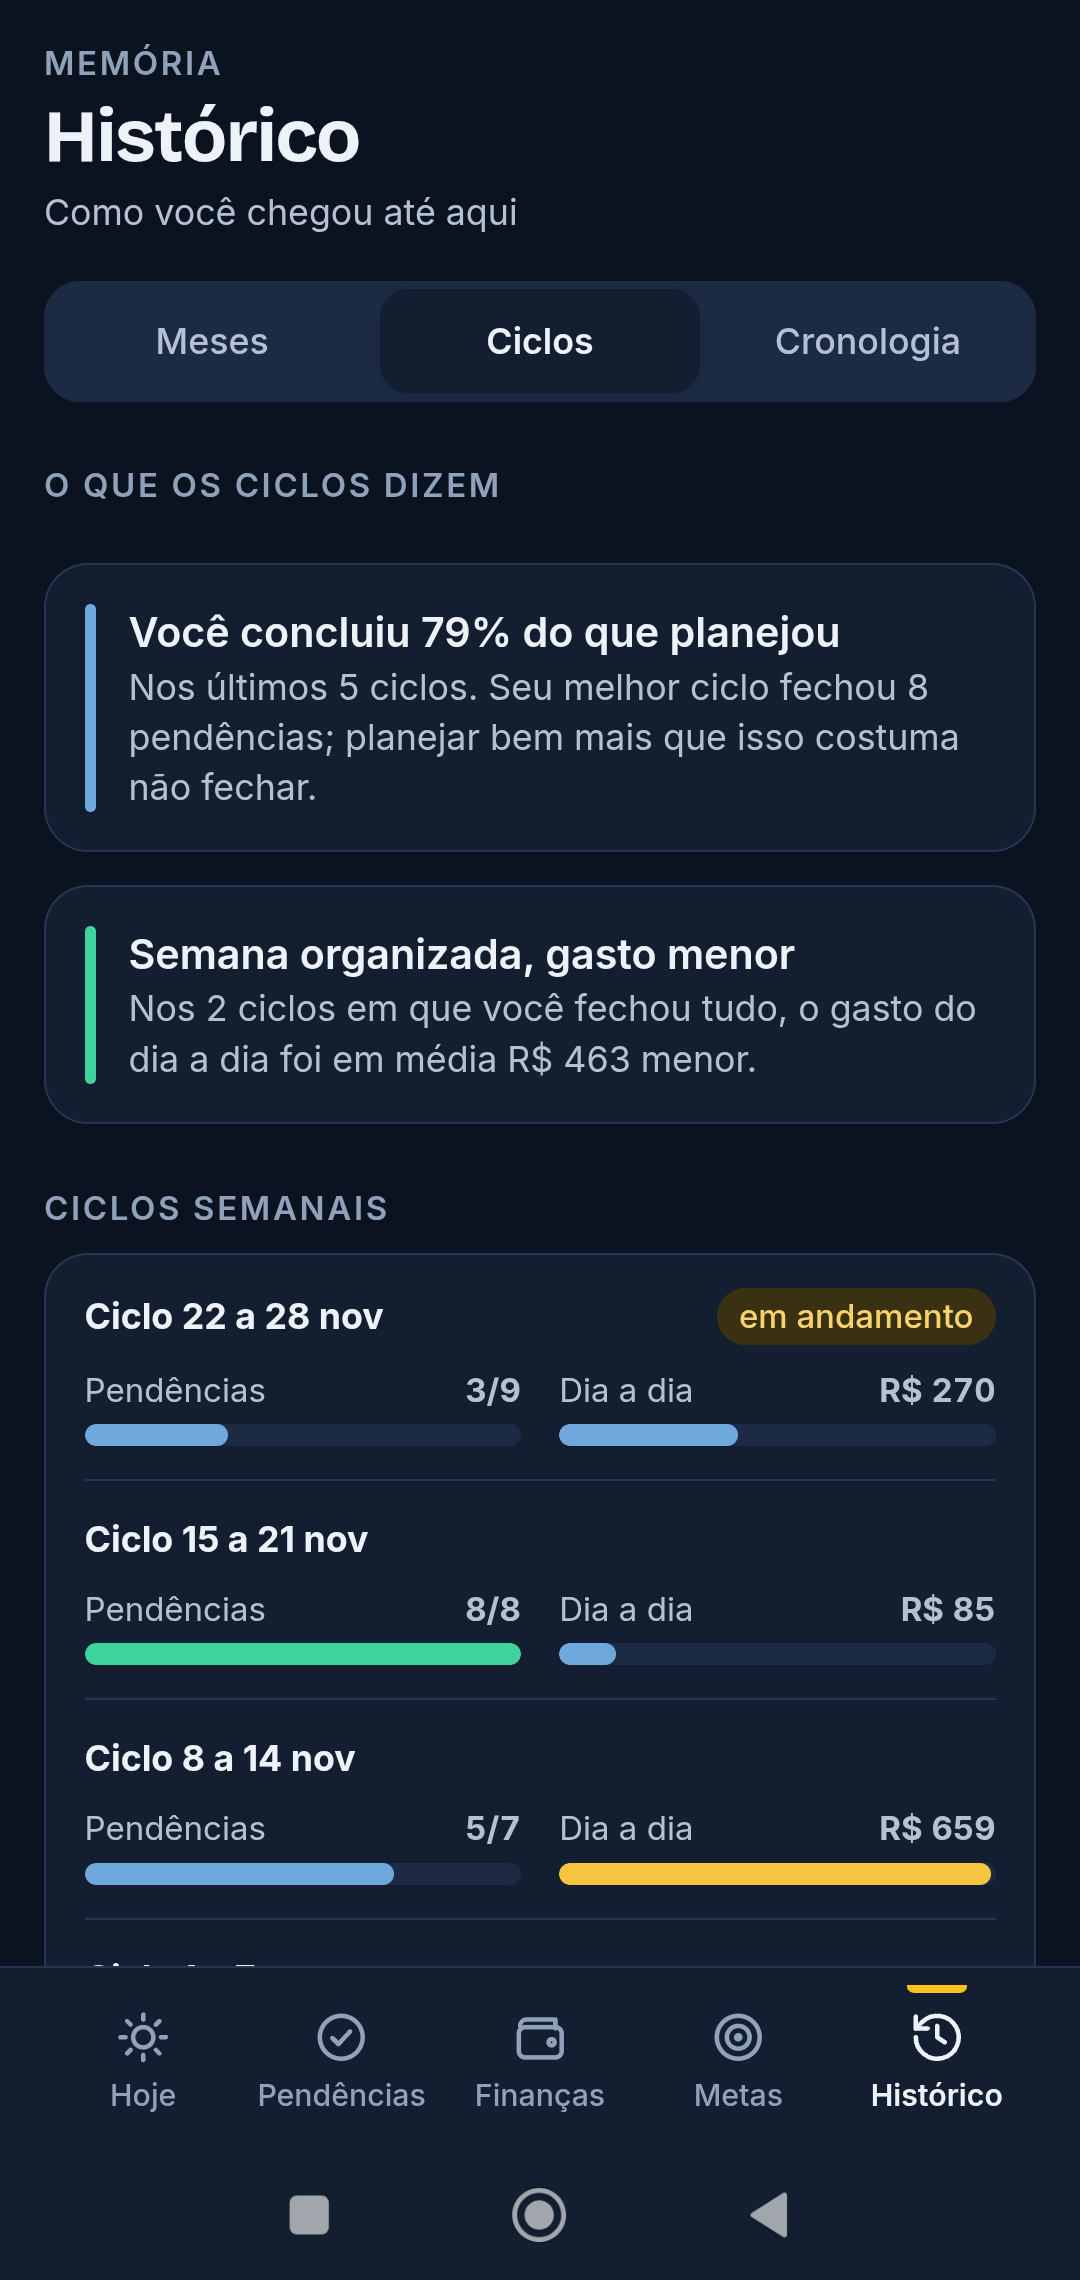 MEMÓRIA
Histórico
Como você chegou até aqui
Meses
Ciclos
Cronologia
O QUE OS CICLOS DIZEM
Você concluiu 79% do que planejou
Nos últimos 5 ciclos. Seu melhor ciclo fechou 8
pendências; planejar bem mais que isso costuma
não fechar.
Semana organizada, gasto menor
Nos 2 ciclos em que você fechou tudo, o gasto do
dia a dia foi em média R$ 463 menor.
CICLOS SEMANAIS
Ciclo 22 a 28 nov
em andamento
Pendências 3/9
Dia a dia R$ 270
Ciclo 15 a 21 nov
Pendências 8/8
Dia a dia R$ 85
Ciclo 8 a 14 nov
Pendências 5/7
Dia a dia R$ 659
Hoje
Pendências
Finanças
Metas
Histórico